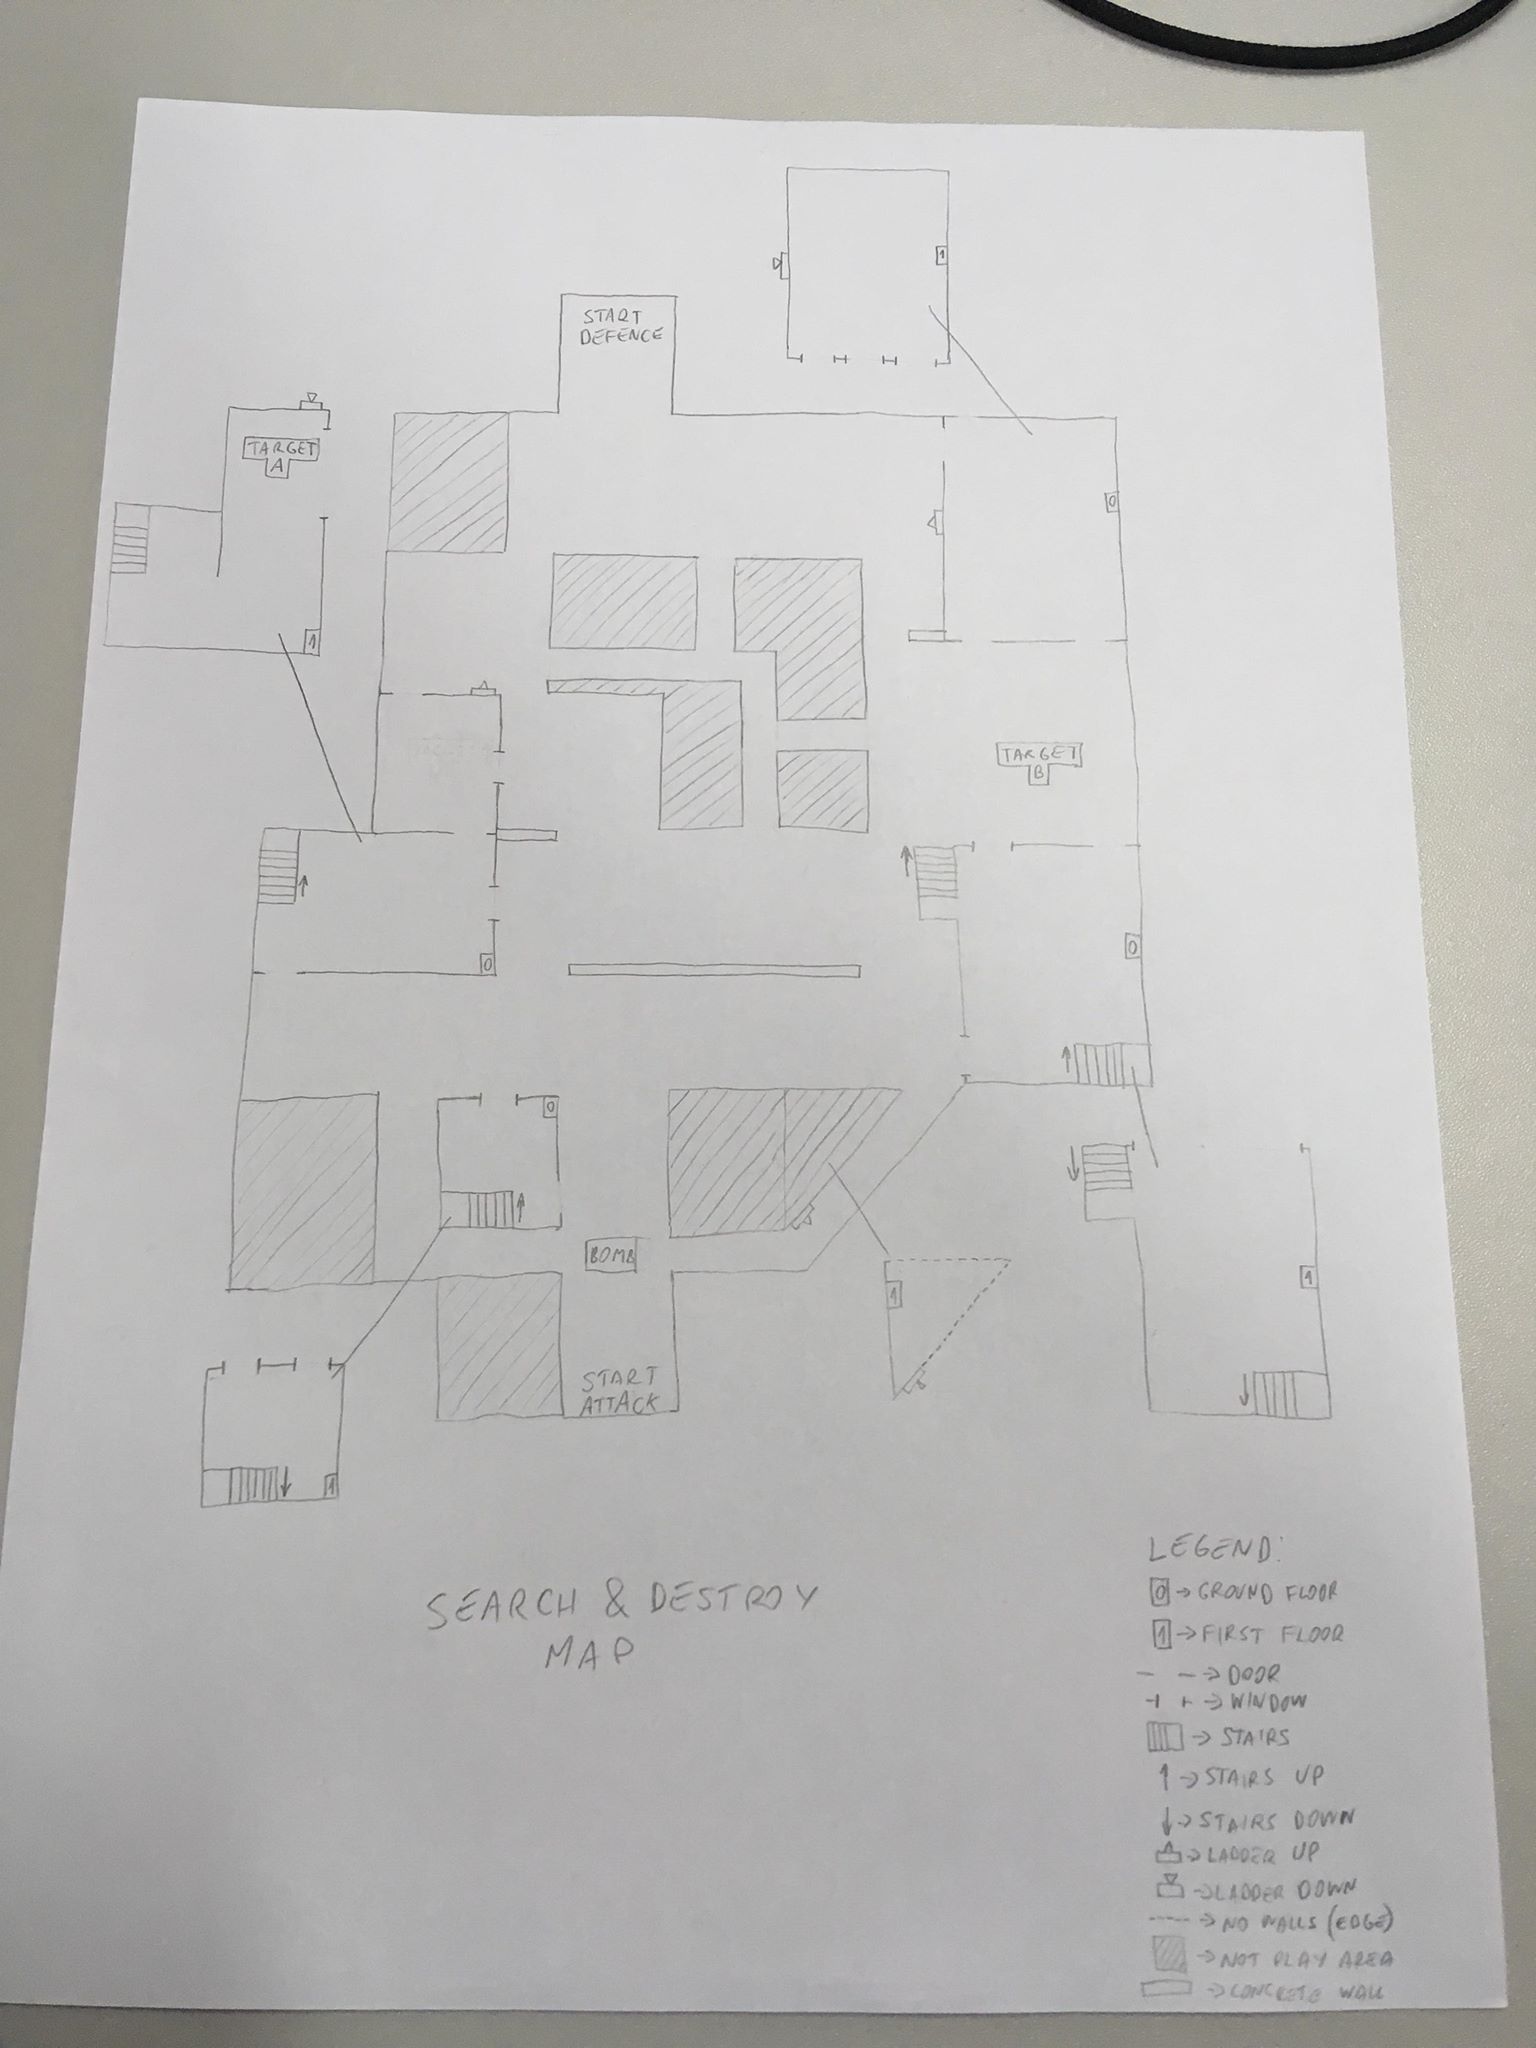 1
START
DEFENCE
TARGET
A
0
1
TARGET
B
0
0
0
BOMB
1
1
START
ATTACK
1
SEARCH & DESTROY
MAP
LEGEND:
0 → GROUND FLOOR
1 → FIRST FLOOR
→ DOOR
→ WINDOW
→ STAIRS
↑ → STAIRS UP
↓ → STAIRS DOWN
→ LADDER UP
→ LADDER DOWN
---- → NO WALLS (EDGE)
→ NOT PLAY AREA
→ CONCRETE WALL